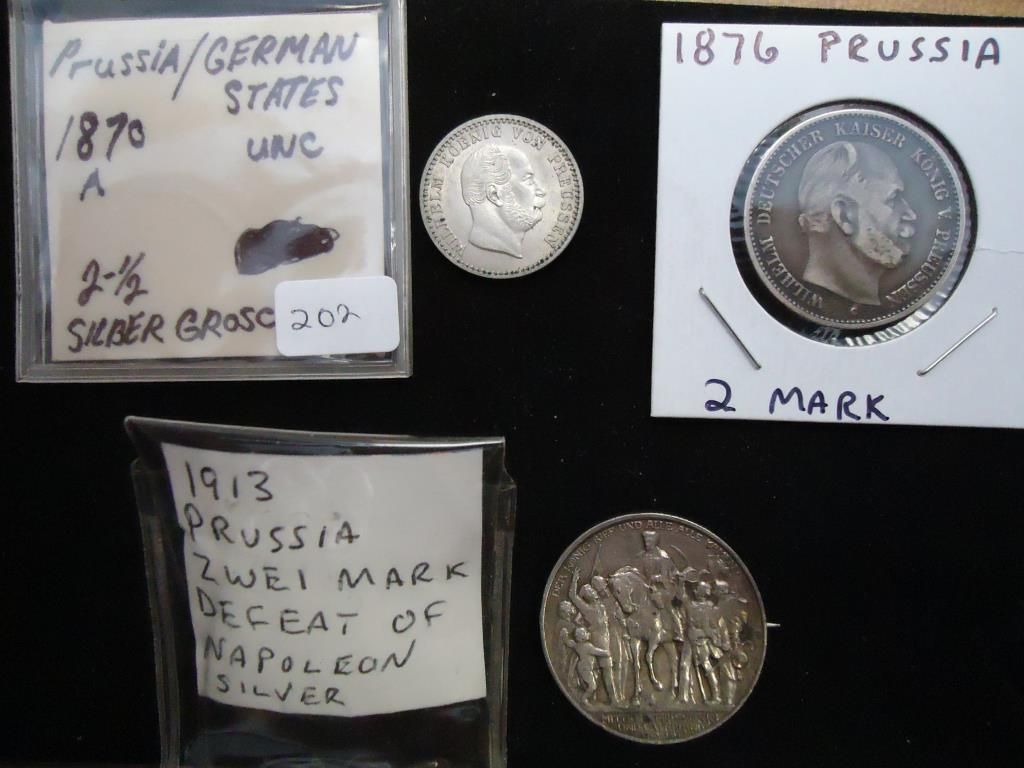 Prussia/GERMAN
STATES
1870 UNC
A
2-1/2
SILBER GROSC
202
WILHELM KOENIG VON PREUSSEN
1876 PRUSSIA
WILHELM DEUTSCHER KAISER KÖNIG V. PREUSSEN
C
2 MARK
1913
PRUSSIA
ZWEI MARK
DEFEAT OF
NAPOLEON
SILVER
DER KÖNIG RIEF UND ALLE ALLE KAMEN